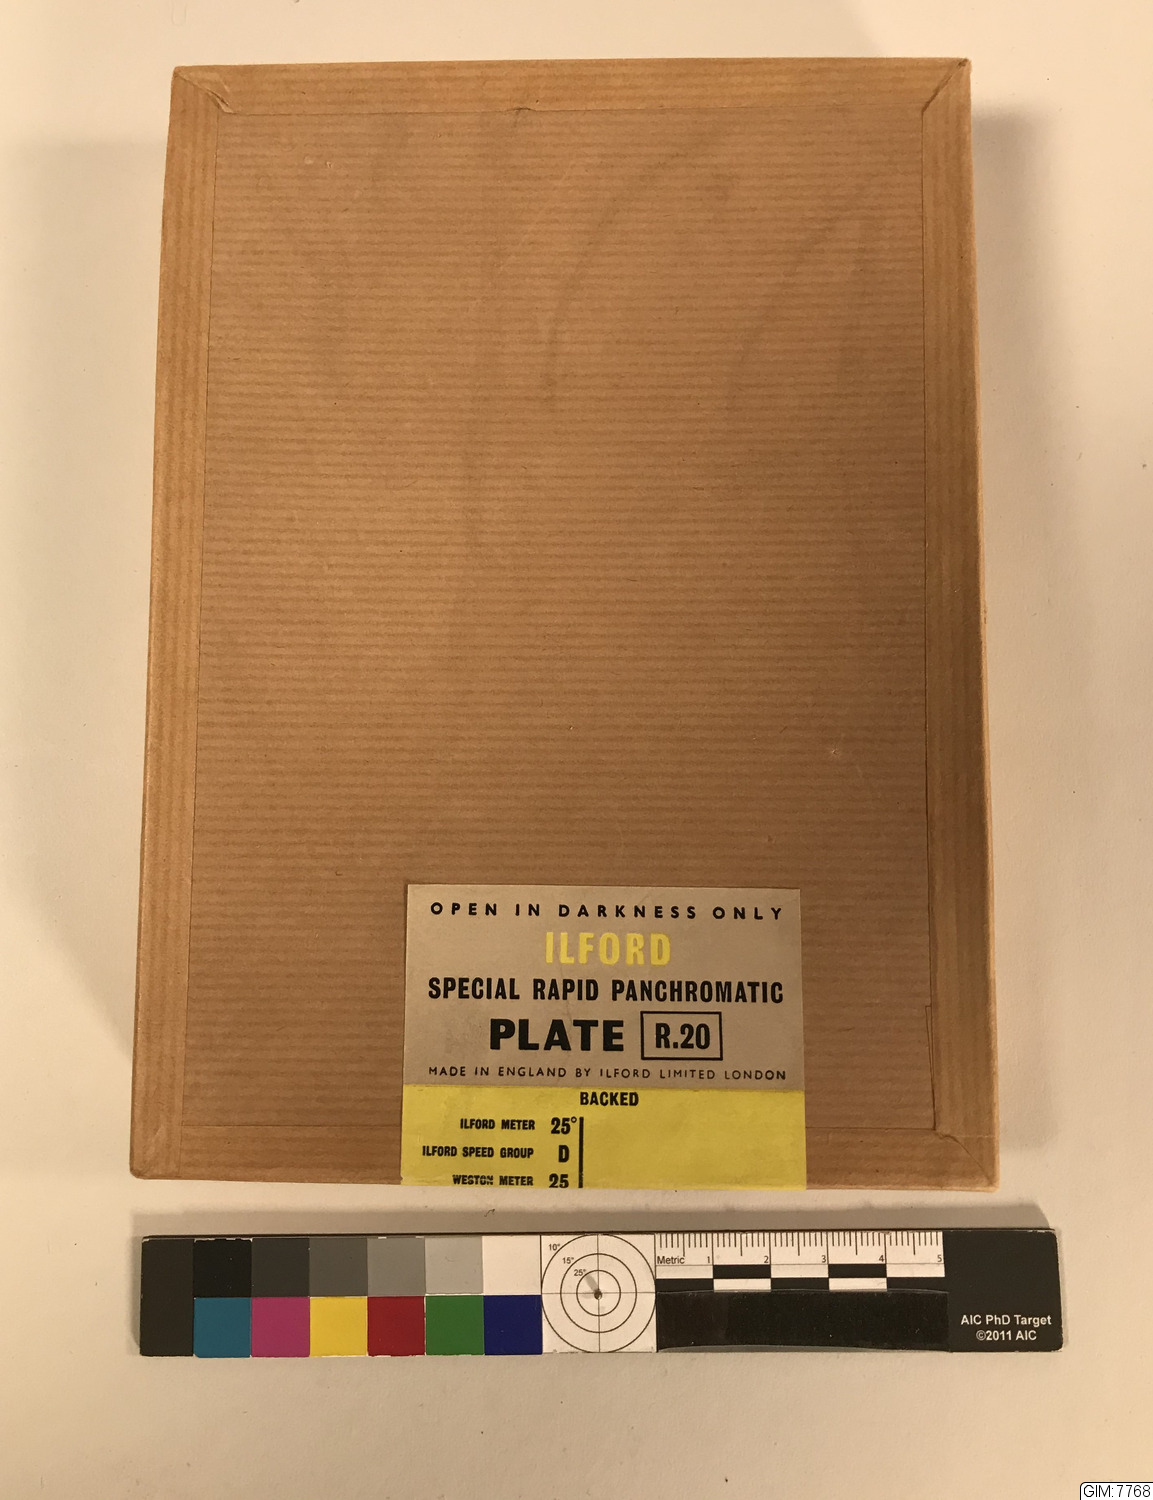 OPEN IN DARKNESS ONLY
ILFORD
SPECIAL RAPID PANCHROMATIC
PLATE R.20
MADE IN ENGLAND BY ILFORD LIMITED LONDON
BACKED
ILFORD METER 25°
ILFORD SPEED GROUP D
WESTON METER 25
10°
15°
25°
Metric 1 2 3 4 5
AIC PhD Target
©2011 AIC
GIM:7768